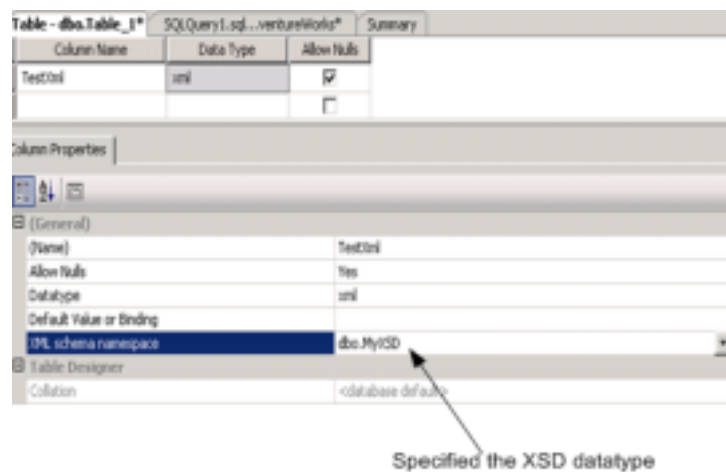 Table - dbo.Table_1* SQLQuery1.sql...ventureWorks* Summary
Column Name Data Type Allow Nulls
TestXml xml
Column Properties
(General)
(Name) TestXml
Allow Nulls Yes
Datatype xml
Default Value or Binding
XML schema namespace dbo.MyXSD
Table Designer
Collation <database default>
Specified the XSD datatype